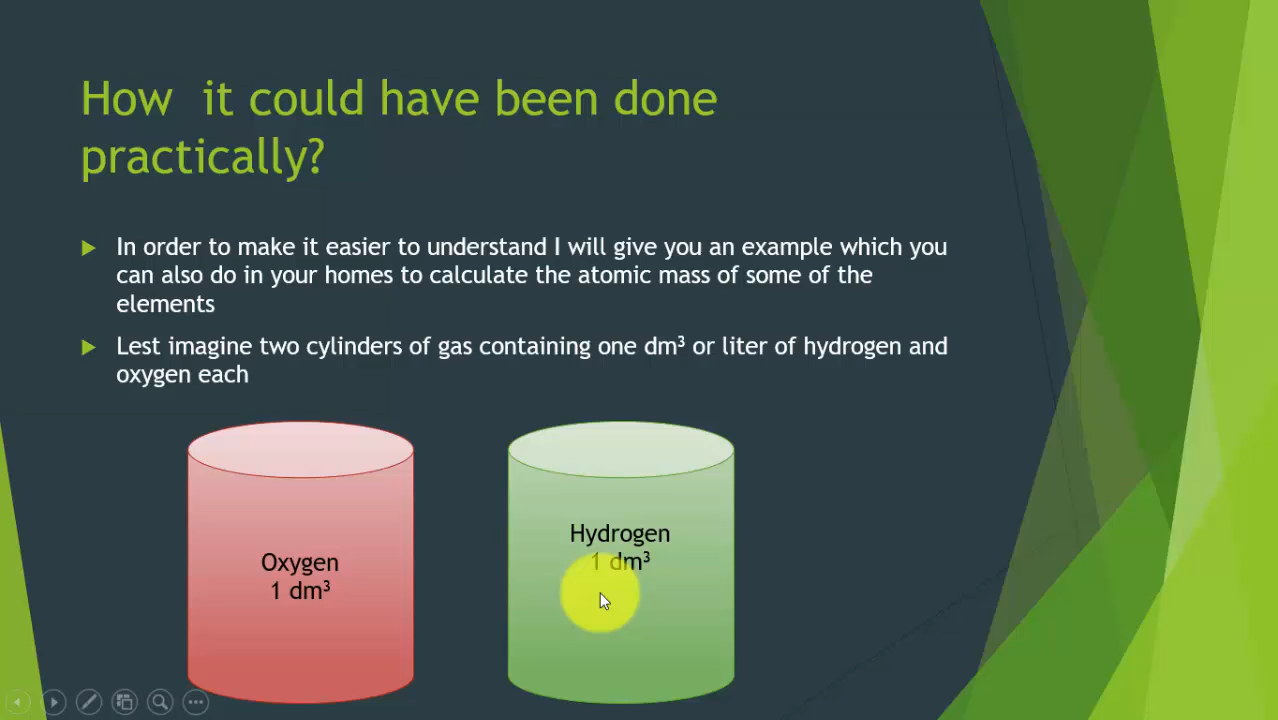 How it could have been done
practically?
In order to make it easier to understand I will give you an example which you
can also do in your homes to calculate the atomic mass of some of the
elements
Lest imagine two cylinders of gas containing one dm³ or liter of hydrogen and
oxygen each
Oxygen
1 dm³
Hydrogen
1 dm³